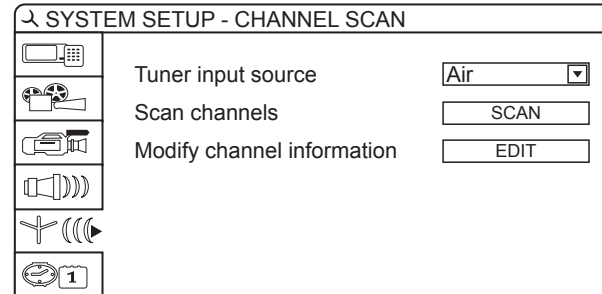 SYSTEM SETUP - CHANNEL SCAN
Tuner input source Air
Scan channels SCAN
Modify channel information EDIT
1